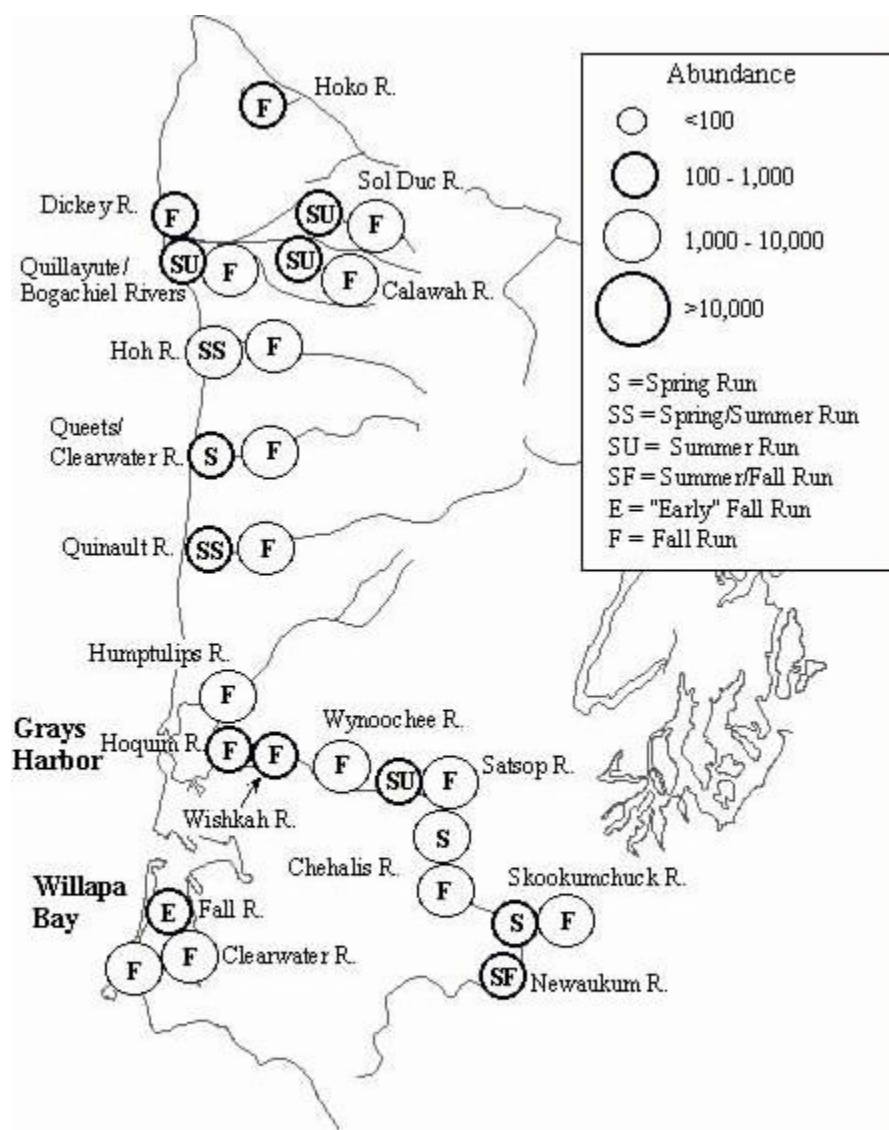 Hoko R.
F
Abundance
<100
100 - 1,000
1,000 - 10,000
>10,000
S = Spring Run
SS = Spring/Summer Run
SU = Summer Run
SF = Summer/Fall Run
E = "Early" Fall Run
F = Fall Run
Sol Duc R.
Dickey R.
F
SU
F
SU
F
SU
F
Quillayute/
Bogachiel Rivers
Calawah R.
Hoh R.
SS
F
Queets/
Clearwater R.
S
F
Quinault R.
SS
F
Humptulips R.
F
Grays
Harbor
Hoquim R.
F
F
Wishkah R.
Wynoochee R.
F
SU
F
Satsop R.
S
Chehalis R.
F
Skookumchuck R.
S
F
SF
Newaukum R.
Willapa
Bay
E
Fall R.
F
F
Clearwater R.